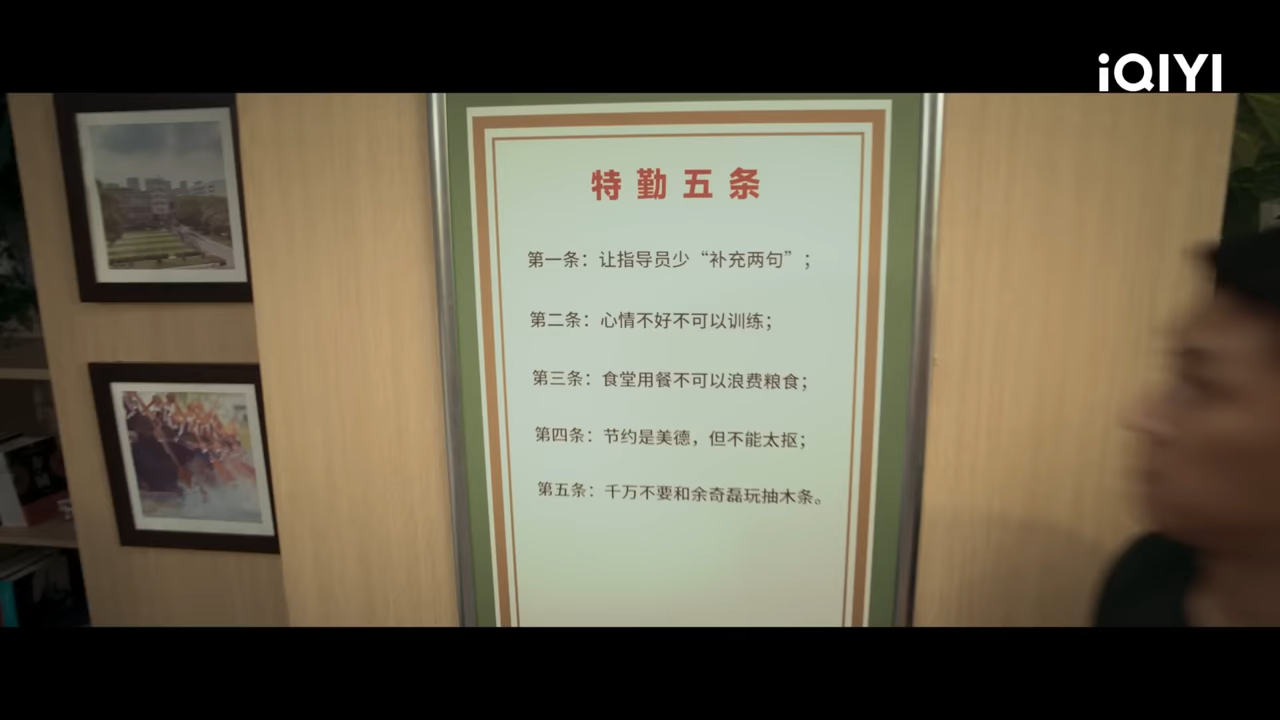 iQIYI
特勤五条
第一条：让指导员少“补充两句”；
第二条：心情不好不可以训练；
第三条：食堂用餐不可以浪费粮食；
第四条：节约是美德，但不能太抠；
第五条：千万不要和余奇磊玩抽木条。